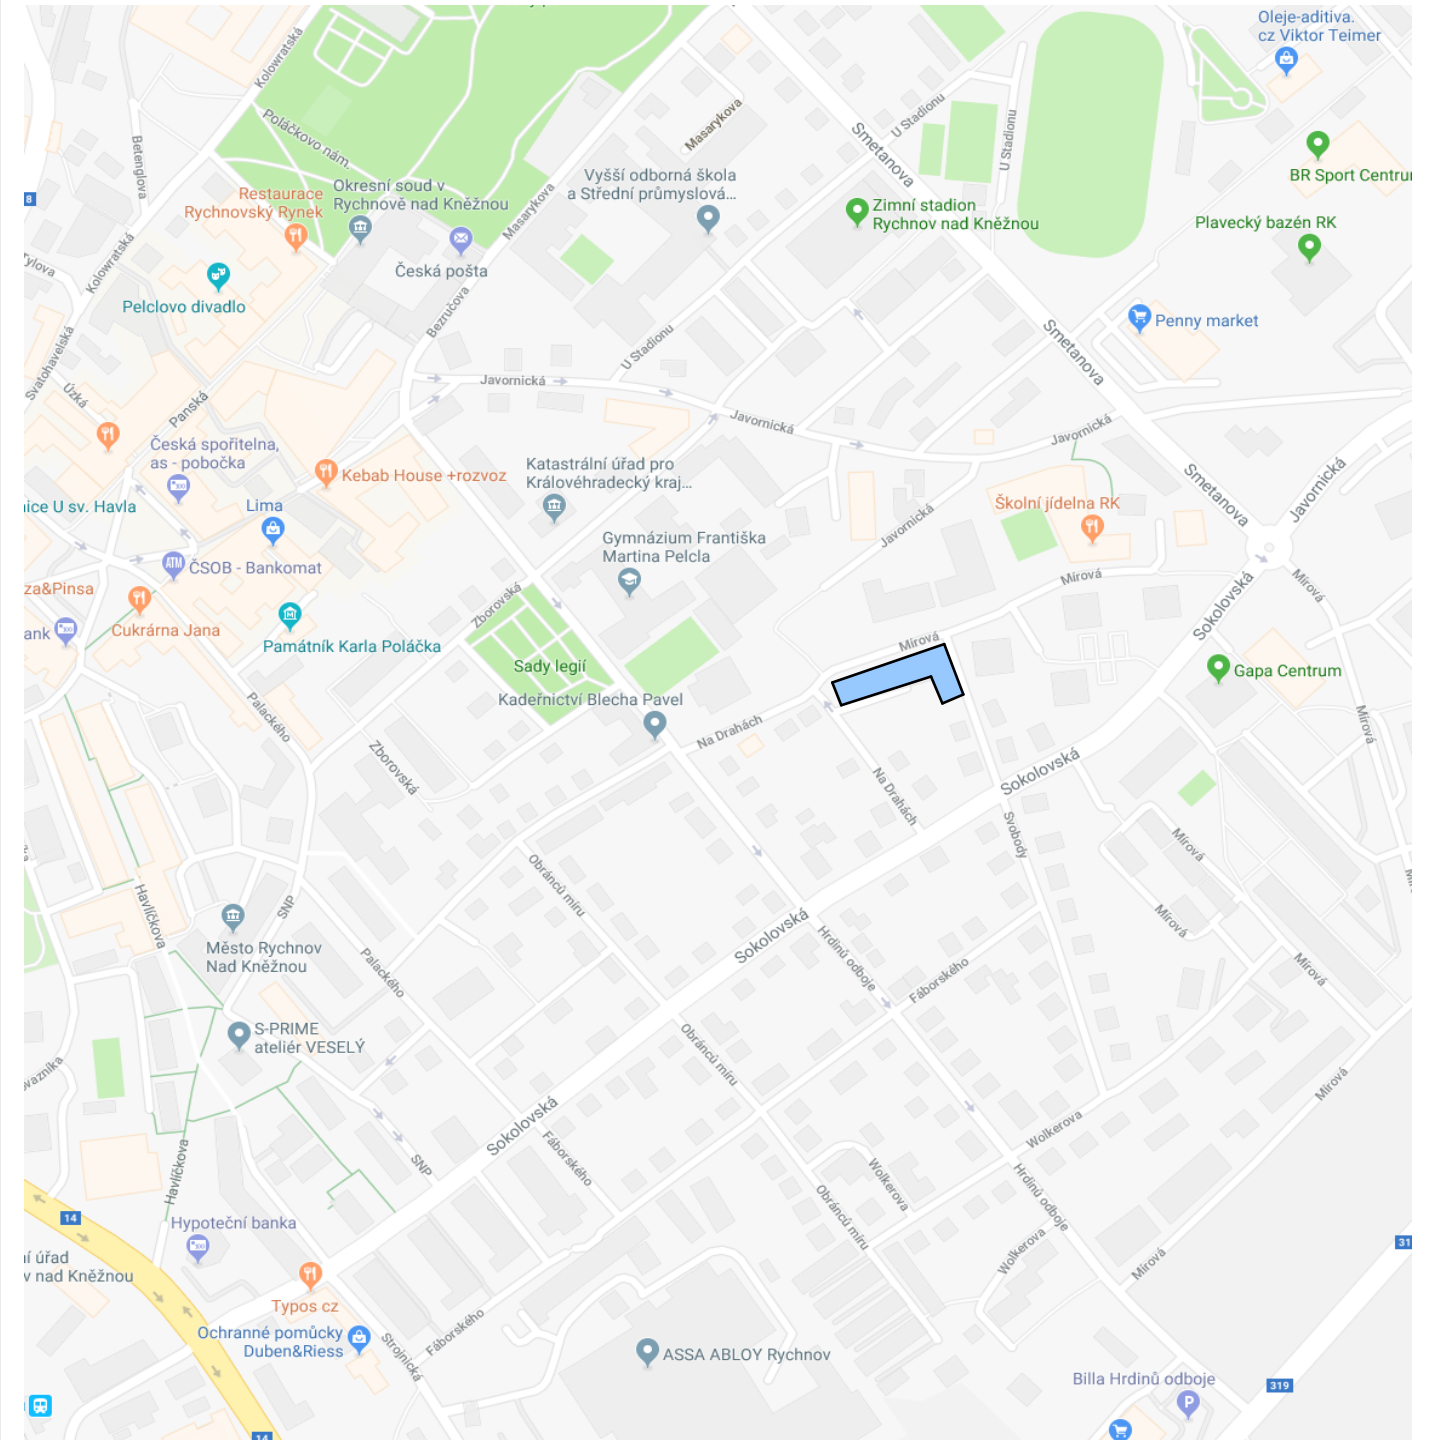 Oleje-aditiva.
cz Viktor Teimer
Kolowratská
Masarykova
U Stadionu
Smetanova
U Stadionu
Poláčkovo nám.
Betenglova
BR Sport Centrum
Vyšší odborná škola
a Střední průmyslová...
Restaurace
Rychnovský Rynek
Okresní soud v
Rychnově nad Kněžnou
8
Masarykova
Zimní stadion
Rychnov nad Kněžnou
Plavecký bazén RK
Kolowratská
Tylova
Česká pošta
Pelclovo divadlo
Bezručova
Penny market
U Stadionu
Smetanova
Svatohavelská
Úzká
Javornická
Panská
Javornická
Javornická
Česká spořitelna,
as - pobočka
Katastrální úřad pro
Královéhradecký kraj...
Kebab House +rozvoz
Smetanova
Javornická
Lima
ice U sv. Havla
Školní jídelna RK
Javornická
Gymnázium Františka
Martina Pelcla
ATM
ČSOB - Bankomat
Mírová
Mírová
za&Pinsa
Zborovská
Sokolovská
Cukrárna Jana
ank
Památník Karla Poláčka
Mírová
Sady legií
Gapa Centrum
Kadeřnictví Blecha Pavel
Palackého
Na Drahách
Mírová
Zborovská
Sokolovská
Na Drahách
Svobody
Mírová
Obránců míru
Havlíčkova
SNP
Mírová
Město Rychnov
Nad Kněžnou
Sokolovská
Palackého
Hrdinů odboje
Fáborského
Mírová
S-PRIME
ateliér VESELÝ
Obránců míru
vazníka
Mírová
Sokolovská
Wolkerova
Havlíčkova
SNP
Fáborského
Wolkerova
Hrdinů odboje
14
Hypoteční banka
Obránců míru
31
í úřad
v nad Kněžnou
Wolkerova
Mírová
Typos cz
Ochranné pomůcky
Duben&Riess
Strojnická
Fáborského
ASSA ABLOY Rychnov
Billa Hrdinů odboje
319
P
14